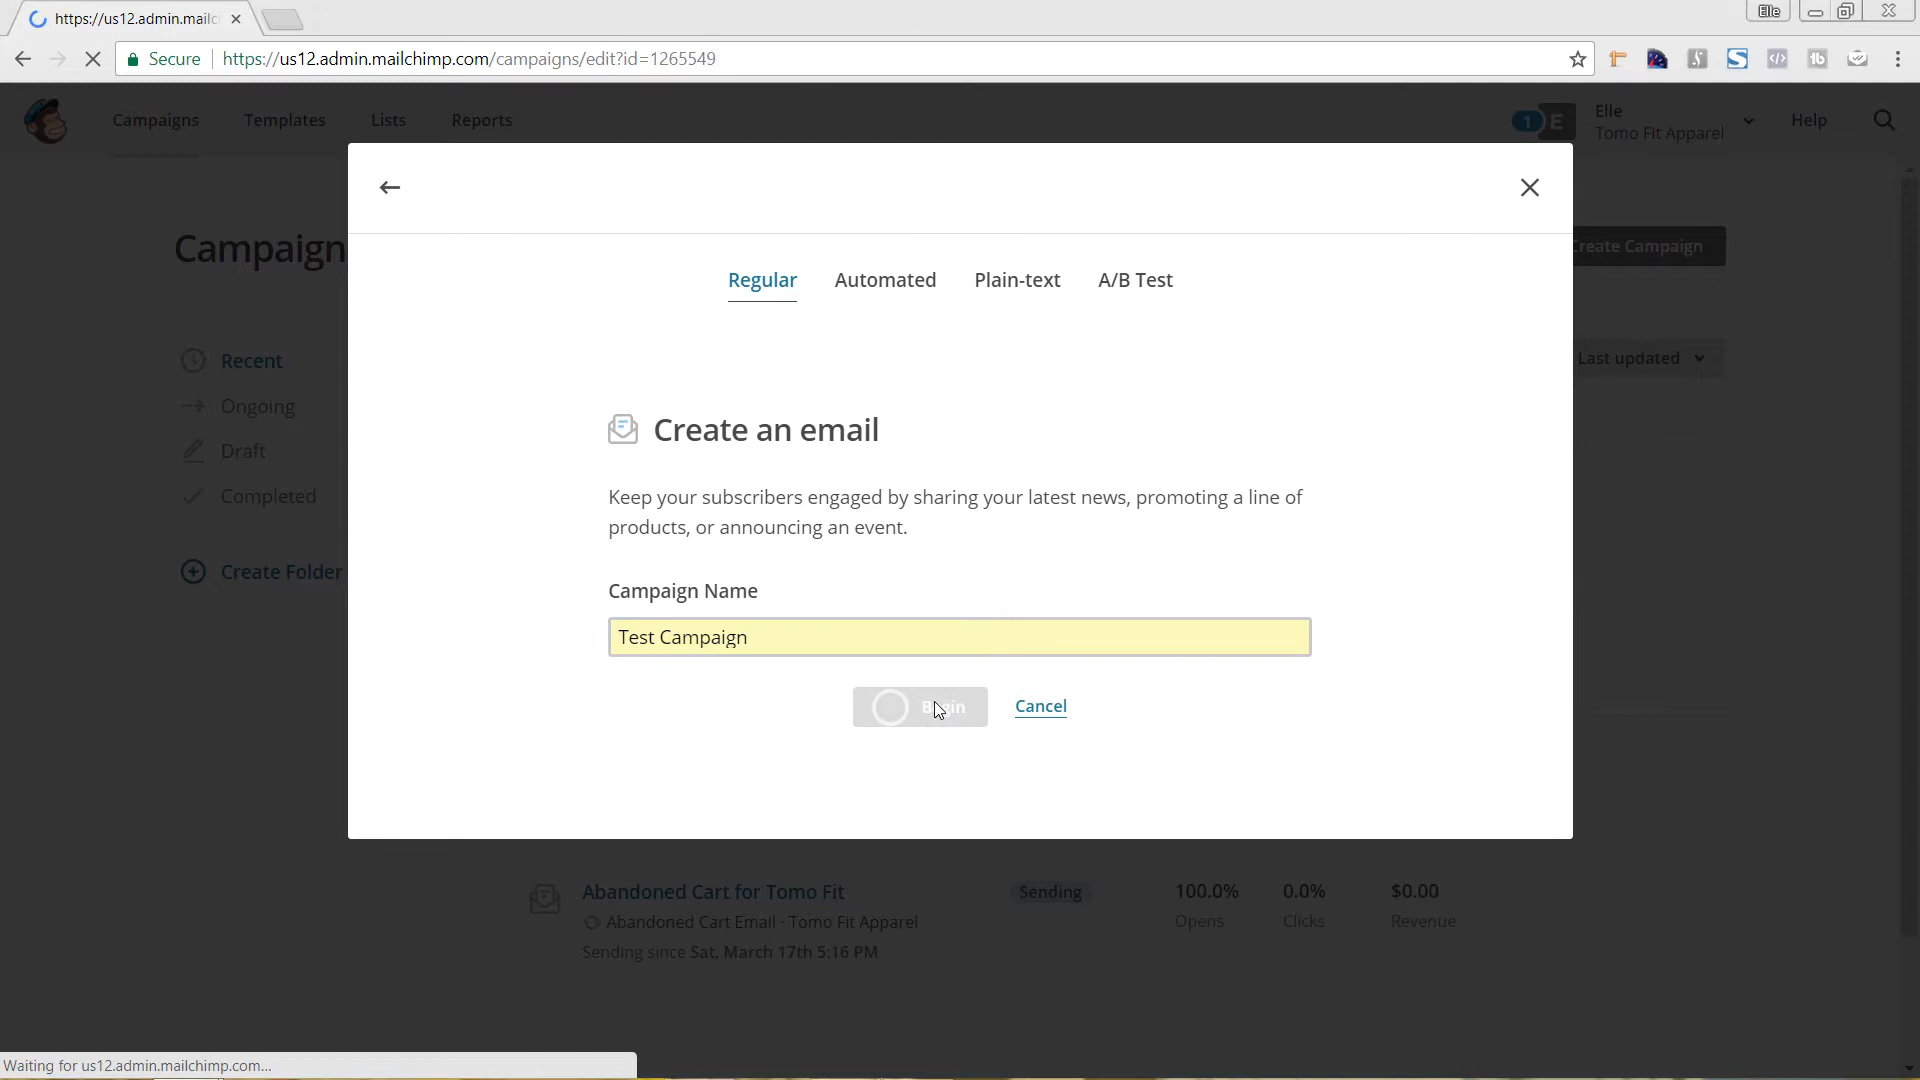 https://us12.admin.mailc
Elle
Secure
https://us12.admin.mailchimp.com/campaigns/edit?id=1265549
Campaigns
Templates
Lists
Reports
1
E
Elle
Tomo Fit Apparel
Help
Campaign
Create Campaign
Regular
Automated
Plain-text
A/B Test
Recent
Ongoing
Draft
Completed
Create Folder
Last updated
Create an email
Keep your subscribers engaged by sharing your latest news, promoting a line of
products, or announcing an event.
Campaign Name
Test Campaign
Begin
Cancel
Abandoned Cart for Tomo Fit
Abandoned Cart Email · Tomo Fit Apparel
Sending since Sat, March 17th 5:16 PM
Sending
100.0%
Opens
0.0%
Clicks
$0.00
Revenue
Waiting for us12.admin.mailchimp.com...